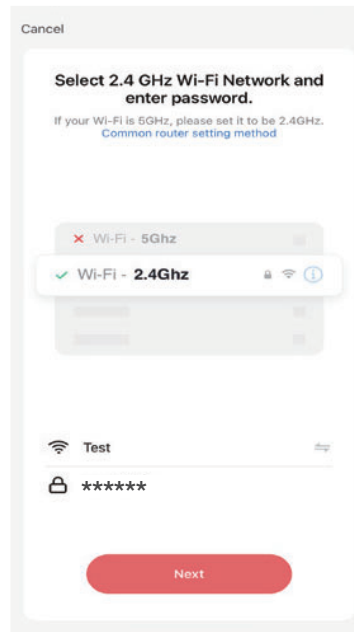 Cancel
Select 2.4 GHz Wi-Fi Network and
enter password.
If your Wi-Fi is 5GHz, please set it to be 2.4GHz.
Common router setting method
Wi-Fi - 5Ghz
Wi-Fi - 2.4Ghz
Test
******
Next